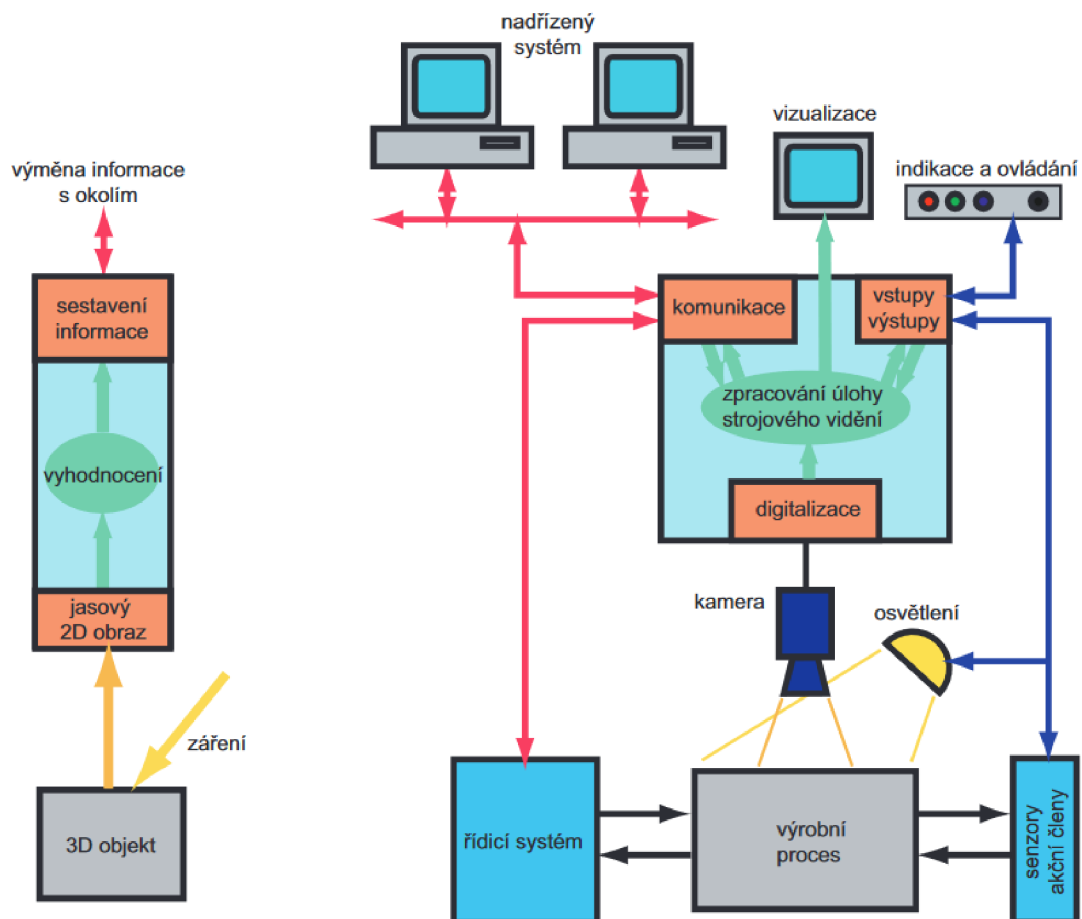 nadřízený
systém
vizualizace
indikace a ovládání
výměna informace
s okolím
sestavení
informace
vyhodnocení
jasový
2D obraz
záření
3D objekt
komunikace
vstupy
výstupy
zpracování úlohy
strojového vidění
digitalizace
kamera
osvětlení
řídicí systém
výrobní
proces
senzory
akční členy